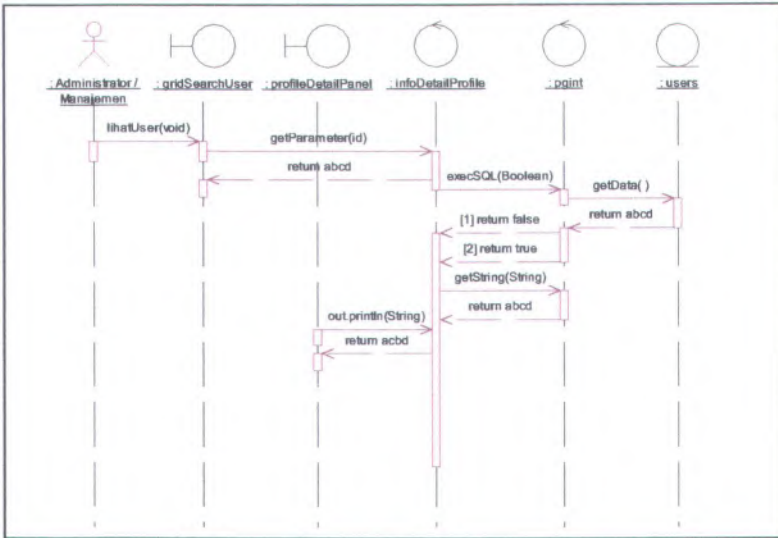 : Administrator /
Manajemen
: gridSearchUser
: profileDetailPanel
: infoDetailProfile
: pgint
: users
lihatUser(void)
getParameter(id)
return abcd
execSQL(Boolean)
getData( )
return abcd
[1] return false
[2] return true
getString(String)
return abcd
out.println(String)
return acbd